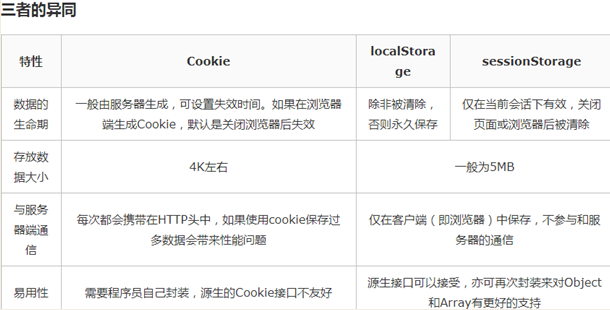 三者的异同
特性
Cookie
localStora
ge
sessionStorage
数据的
生命期
一般由服务器生成，可设置失效时间。如果在浏览器
端生成Cookie，默认是关闭浏览器后失效
除非被清除，
否则永久保存
仅在当前会话下有效，关闭
页面或浏览器后被清除
存放数
据大小
4K左右
一般为5MB
与服务
器端通
信
每次都会携带在HTTP头中，如果使用cookie保存过
多数据会带来性能问题
仅在客户端（即浏览器）中保存，不参与和服
务器的通信
易用性
需要程序员自己封装，源生的Cookie接口不友好
源生接口可以接受，亦可再次封装来对Object
和Array有更好的支持